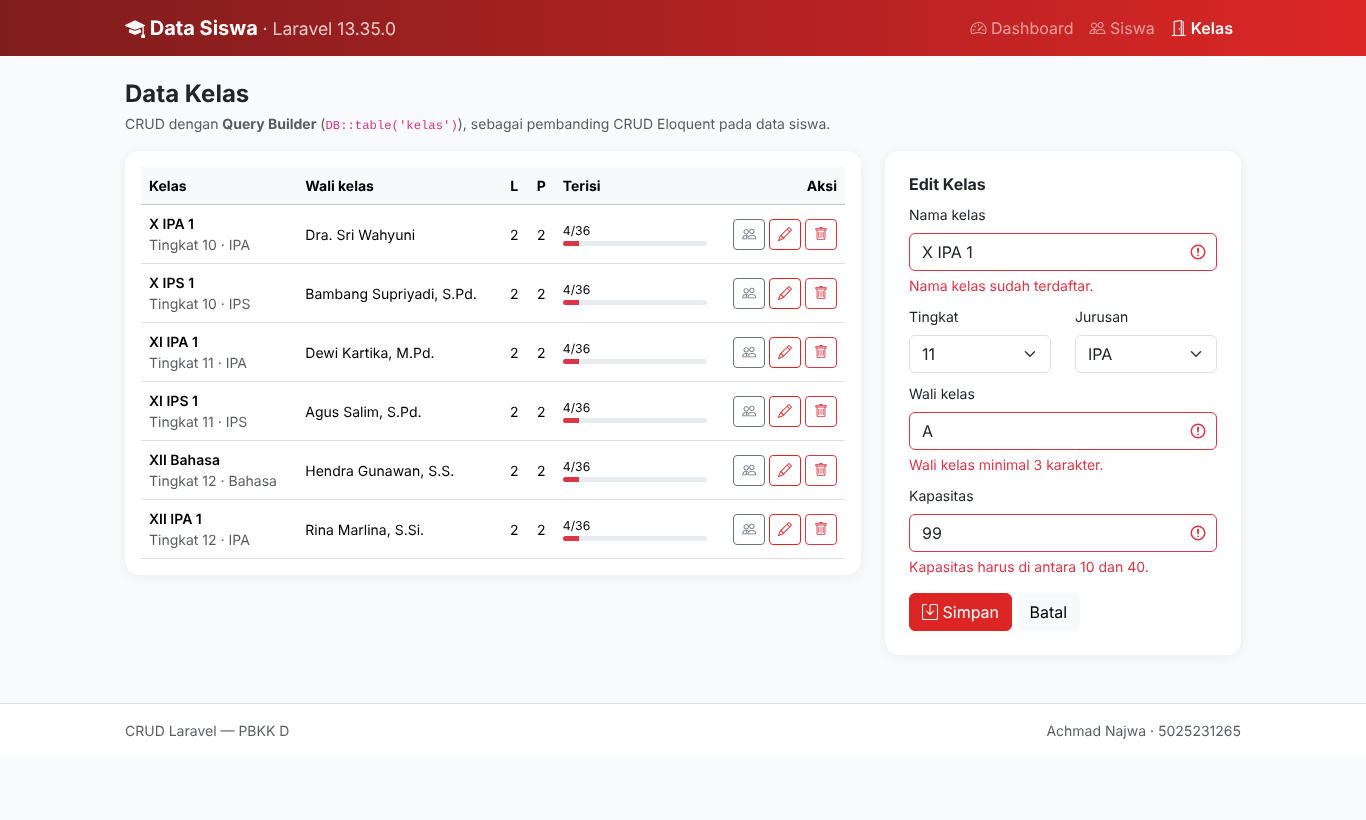 Data Siswa · Laravel 13.35.0
Dashboard
Siswa
Kelas
Data Kelas
CRUD dengan Query Builder (DB::table('kelas')), sebagai pembanding CRUD Eloquent pada data siswa.
Kelas Wali kelas L P Terisi Aksi
X IPA 1
Tingkat 10 · IPA
Dra. Sri Wahyuni 2 2 4/36
X IPS 1
Tingkat 10 · IPS
Bambang Supriyadi, S.Pd. 2 2 4/36
XI IPA 1
Tingkat 11 · IPA
Dewi Kartika, M.Pd. 2 2 4/36
XI IPS 1
Tingkat 11 · IPS
Agus Salim, S.Pd. 2 2 4/36
XII Bahasa
Tingkat 12 · Bahasa
Hendra Gunawan, S.S. 2 2 4/36
XII IPA 1
Tingkat 12 · IPA
Rina Marlina, S.Si. 2 2 4/36
Edit Kelas
Nama kelas
X IPA 1
Nama kelas sudah terdaftar.
Tingkat Jurusan
11 IPA
Wali kelas
A
Wali kelas minimal 3 karakter.
Kapasitas
99
Kapasitas harus di antara 10 dan 40.
Simpan Batal
CRUD Laravel — PBKK D
Achmad Najwa · 5025231265